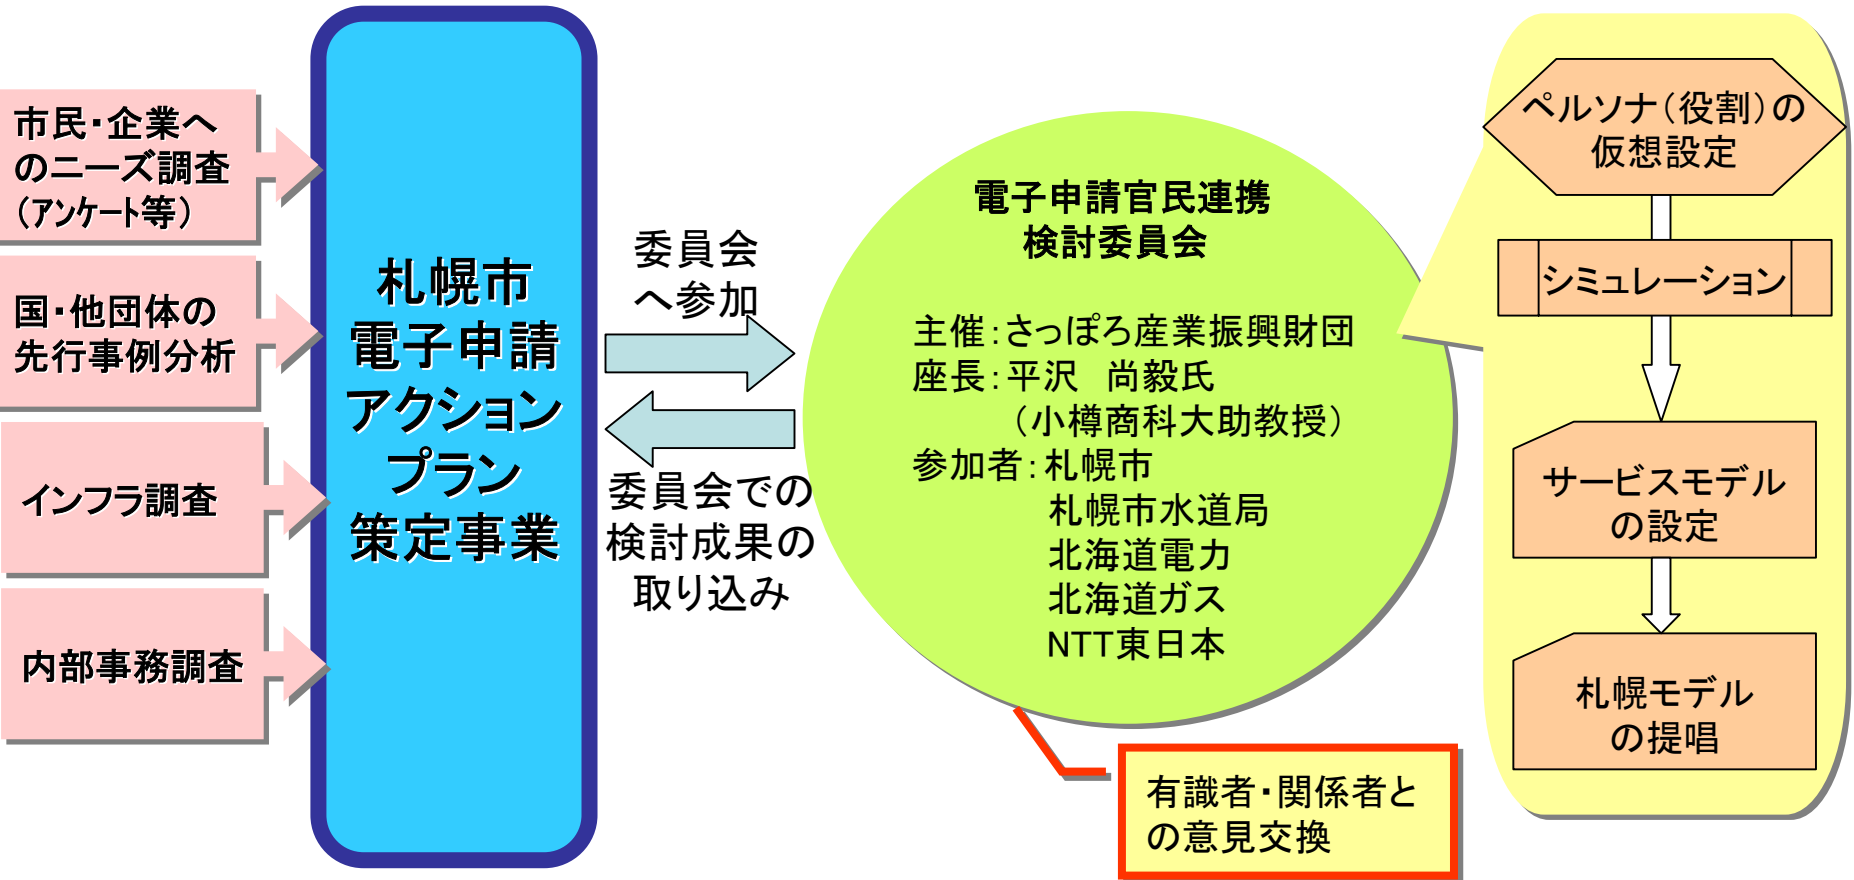 市民・企業へ
のニーズ調査
（アンケート等）
国・他団体の
先行事例分析
インフラ調査
内部事務調査
札幌市
電子申請
アクション
プラン
策定事業
委員会
へ参加
委員会での
検討成果の
取り込み
電子申請官民連携
検討委員会
主催：さっぽろ産業振興財団
座長：平沢　尚毅氏
（小樽商科大助教授）
参加者：札幌市
札幌市水道局
北海道電力
北海道ガス
NTT東日本
有識者・関係者と
の意見交換
ペルソナ（役割）の
仮想設定
シミュレーション
サービスモデル
の設定
札幌モデル
の提唱